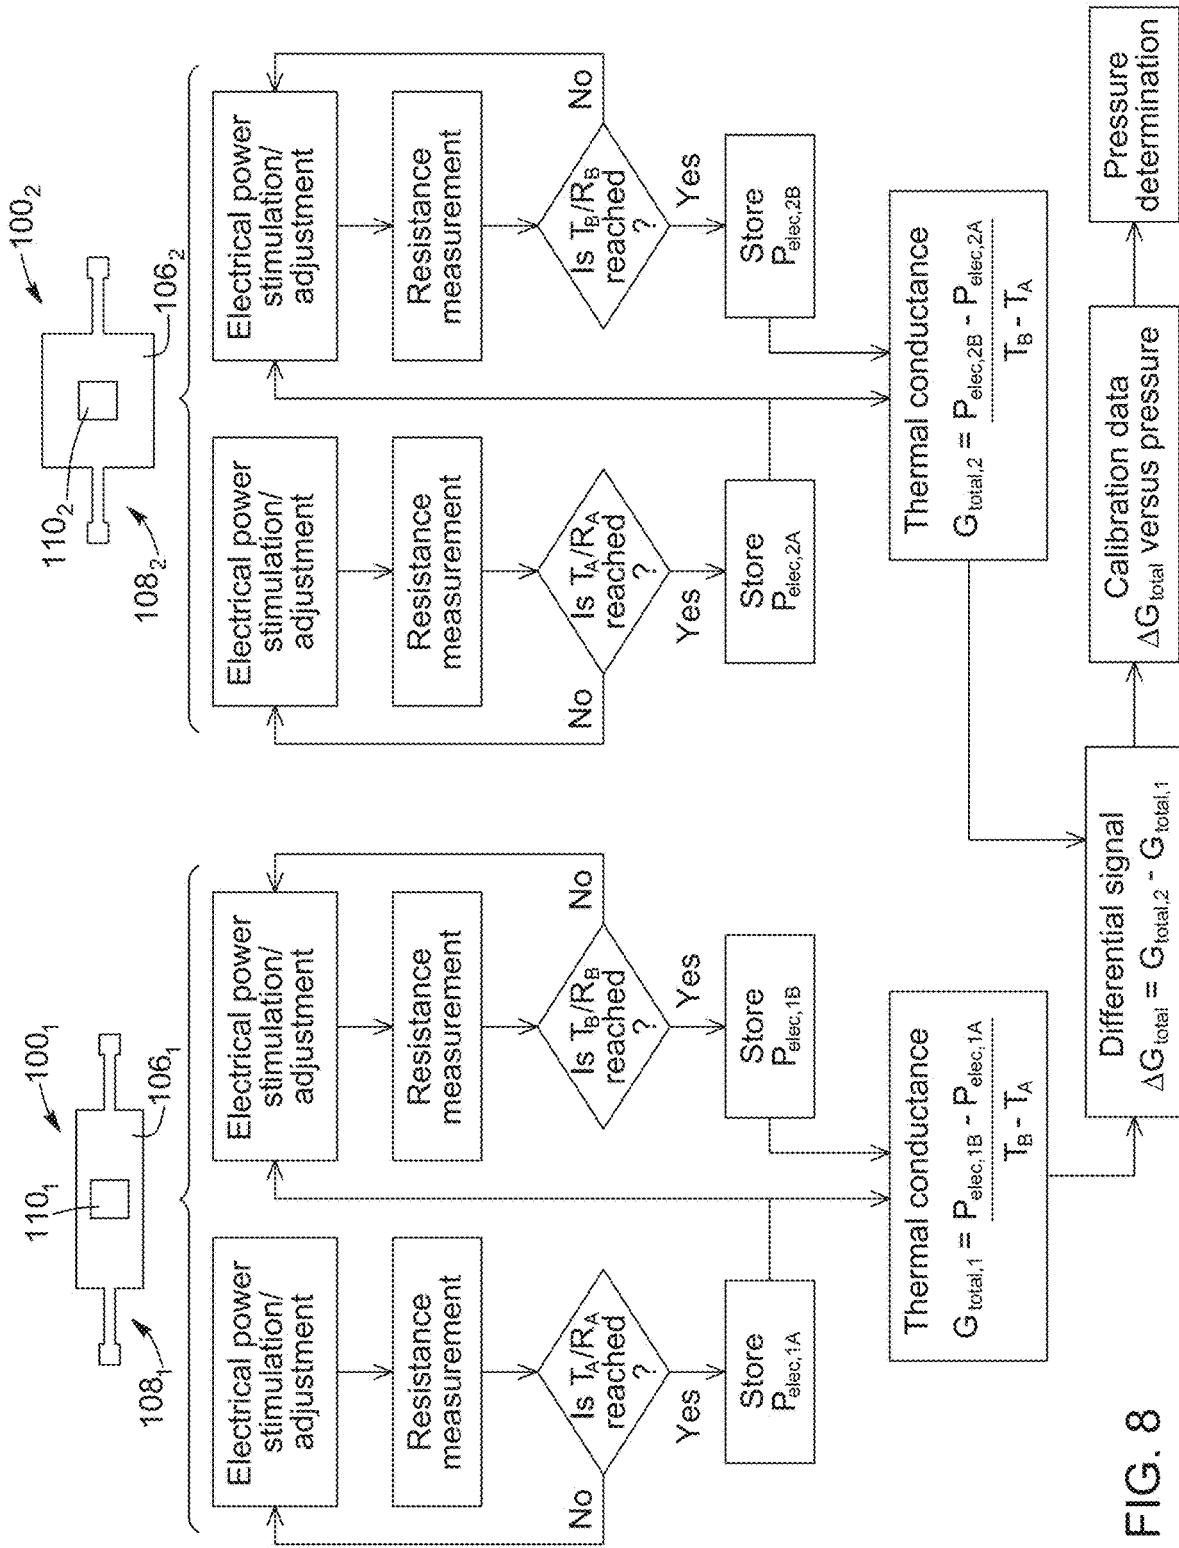 100₁
110₁
106₁
108₁
Electrical power
stimulation/
adjustment
Resistance
measurement
Is T_A/R_A
reached
?
No
Yes
Store
P_elec,1A
Electrical power
stimulation/
adjustment
Resistance
measurement
Is T_B/R_B
reached
?
No
Yes
Store
P_elec,1B
Thermal conductance
G_total,1 = P_elec,1B - P_elec,1A
T_B - T_A
100₂
110₂
106₂
108₂
Electrical power
stimulation/
adjustment
Resistance
measurement
Is T_A/R_A
reached
?
No
Yes
Store
P_elec,2A
Electrical power
stimulation/
adjustment
Resistance
measurement
Is T_B/R_B
reached
?
No
Yes
Store
P_elec,2B
Thermal conductance
G_total,2 = P_elec,2B - P_elec,2A
T_B - T_A
Differential signal
ΔG_total = G_total,2 - G_total,1
Calibration data
ΔG_total versus pressure
Pressure
determination
FIG. 8